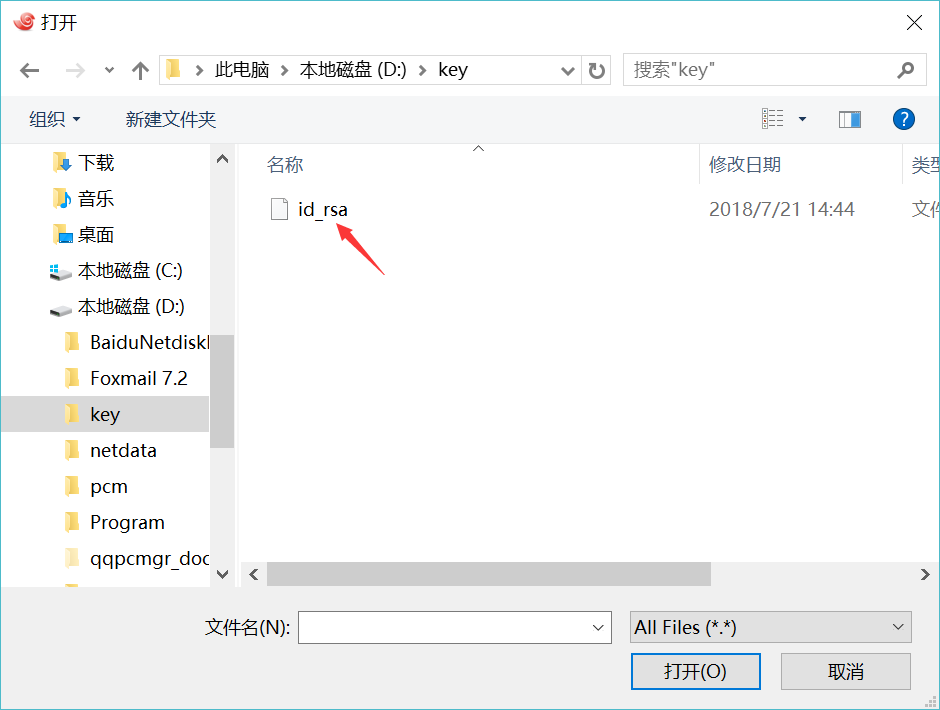 打开
此电脑 > 本地磁盘 (D:) > key
搜索"key"
组织
新建文件夹
?
下载
音乐
桌面
本地磁盘 (C:)
本地磁盘 (D:)
BaiduNetdisk
Foxmail 7.2
key
netdata
pcm
Program
qqpcmgr_doc
名称
修改日期
类型
id_rsa
2018/7/21 14:44
文件
文件名(N):
All Files (*.*)
打开(O)
取消